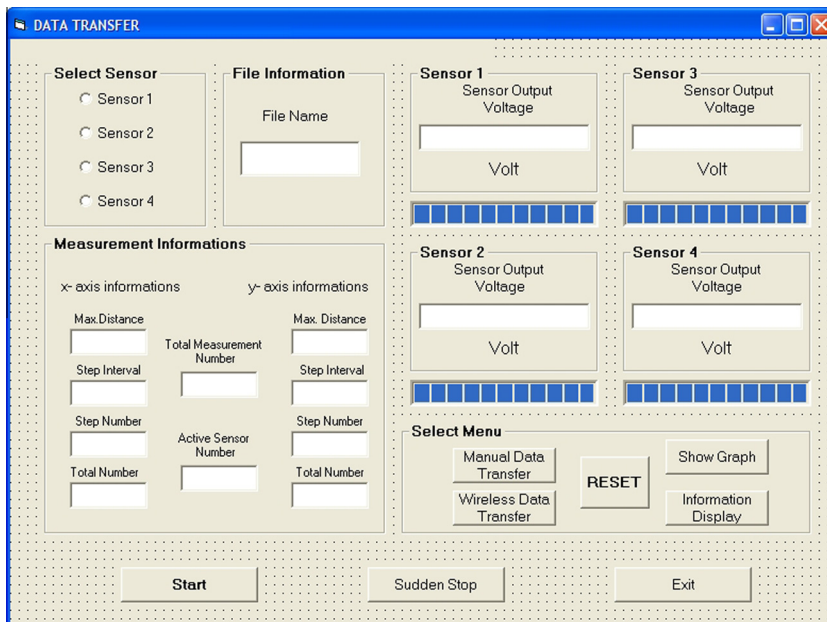 DATA TRANSFER
Select Sensor
Sensor 1
Sensor 2
Sensor 3
Sensor 4
File Information
File Name
Sensor 1
Sensor Output
Voltage
Volt
Sensor 3
Sensor Output
Voltage
Volt
Measurement Informations
x- axis informations
Max.Distance
Step Interval
Step Number
Total Number
Total Measurement
Number
Active Sensor
Number
y- axis informations
Max. Distance
Step Interval
Step Number
Total Number
Sensor 2
Sensor Output
Voltage
Volt
Sensor 4
Sensor Output
Voltage
Volt
Select Menu
Manual Data
Transfer
Wireless Data
Transfer
RESET
Show Graph
Information
Display
Start
Sudden Stop
Exit